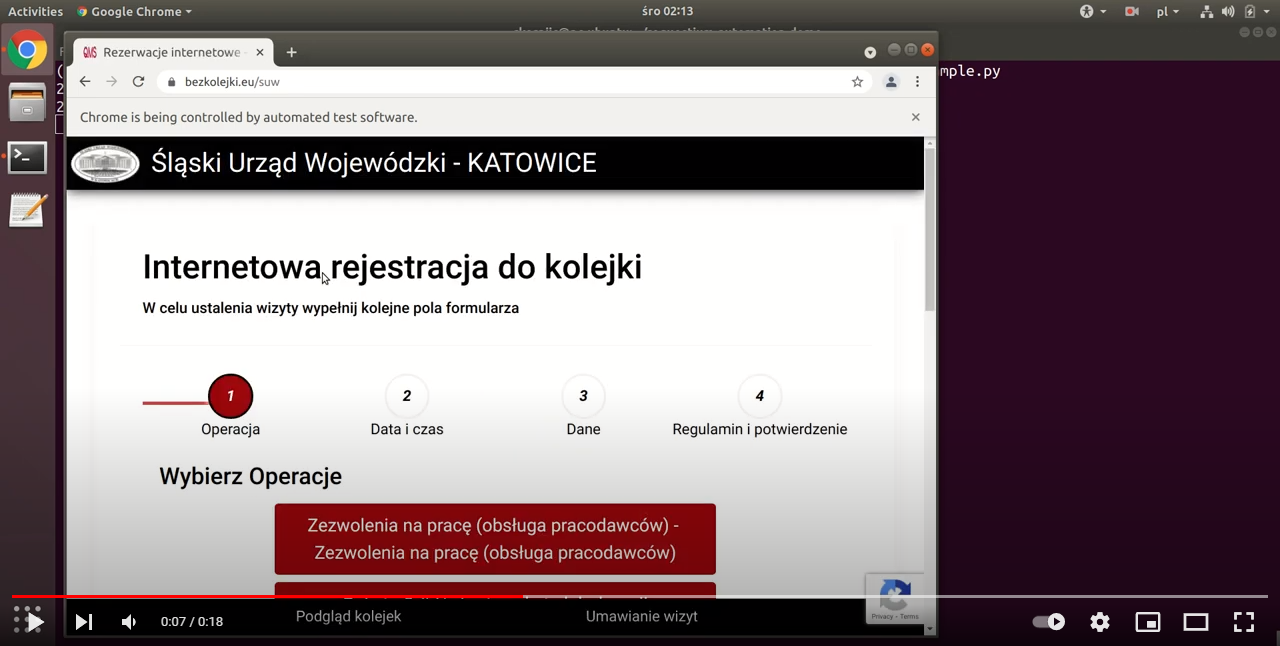 Activities
Google Chrome
śro 02:13
pl
QMS Rezerwacje internetowe
mple.py
bezkolejki.eu/suw
Chrome is being controlled by automated test software.
Śląski Urząd Wojewódzki - KATOWICE
Internetowa rejestracja do kolejki
W celu ustalenia wizyty wypełnij kolejne pola formularza
1
2
3
4
Operacja
Data i czas
Dane
Regulamin i potwierdzenie
Wybierz Operacje
Zezwolenia na pracę (obsługa pracodawców) -
Zezwolenia na pracę (obsługa pracodawców)
Podgląd kolejek
Umawianie wizyt
Privacy - Terms
0:07 / 0:18